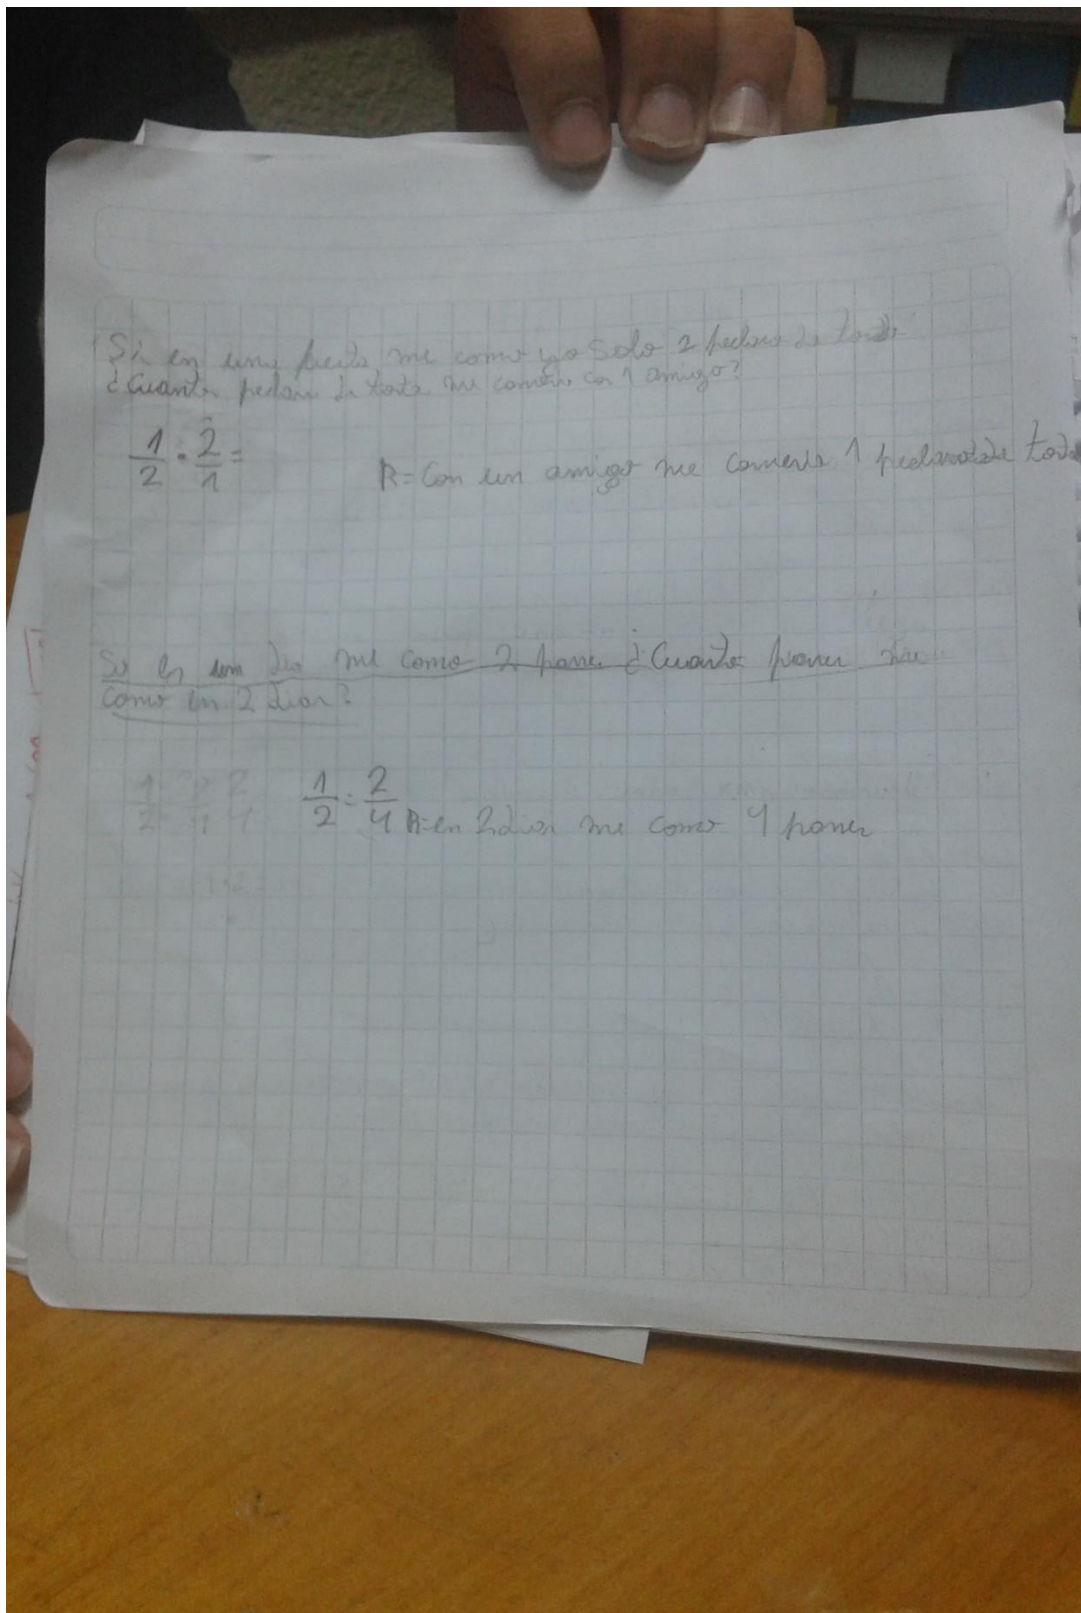 Si en una fiesta me como yo solo 2 pedazo de torta
¿Cuantos pedazo de torta me comere con 1 amigo?
1/2 · 2/1 =
R= Con un amigo me comeria 1 pedazo de torta
Si en un dia me como 2 panes ¿Cuantos panes me
como en 2 dias?
1/2 = 2/4
R= en 2 dias me como 4 panes